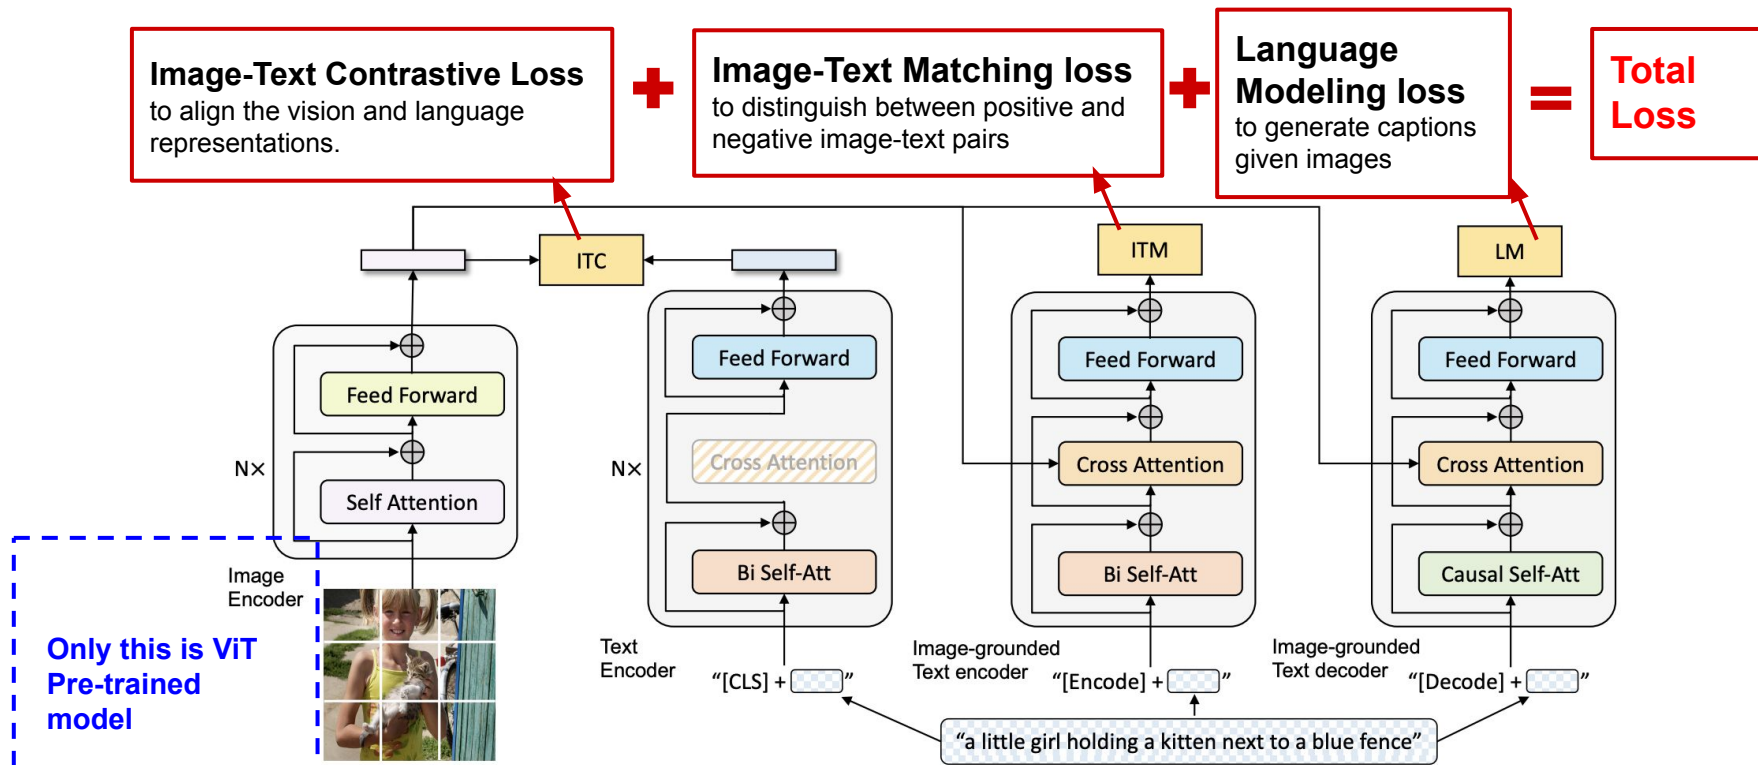 Image-Text Contrastive Loss
to align the vision and language
representations.
+
Image-Text Matching loss
to distinguish between positive and
negative image-text pairs
+
Language
Modeling loss
to generate captions
given images
=
Total
Loss
ITC
ITM
LM
Feed Forward
Self Attention
N×
Image
Encoder
Only this is ViT
Pre-trained
model
Feed Forward
Cross Attention
Bi Self-Att
N×
Text
Encoder
“[CLS] + ”
Feed Forward
Cross Attention
Bi Self-Att
Image-grounded
Text encoder
“[Encode] + ”
Feed Forward
Cross Attention
Causal Self-Att
Image-grounded
Text decoder
“[Decode] + ”
“a little girl holding a kitten next to a blue fence”